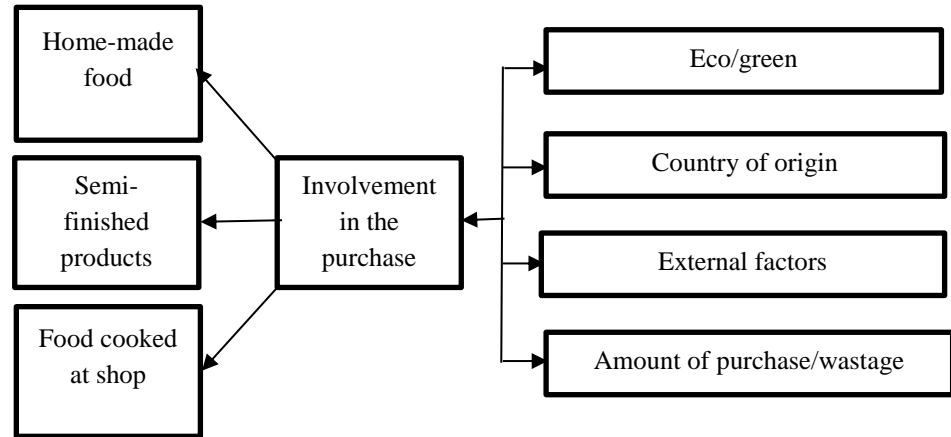 Home-made
food
Semi-
finished
products
Food cooked
at shop
Involvement
in the
purchase
Eco/green
Country of origin
External factors
Amount of purchase/wastage